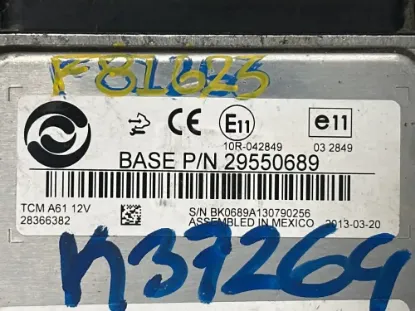 F81623
CE E11 e11
10R-042849 03 2849
BASE P/N 29550689
TCM A61 12V
28366382
S/N BK0689A130790256
ASSEMBLED IN MEXICO 2013-03-20
K37269